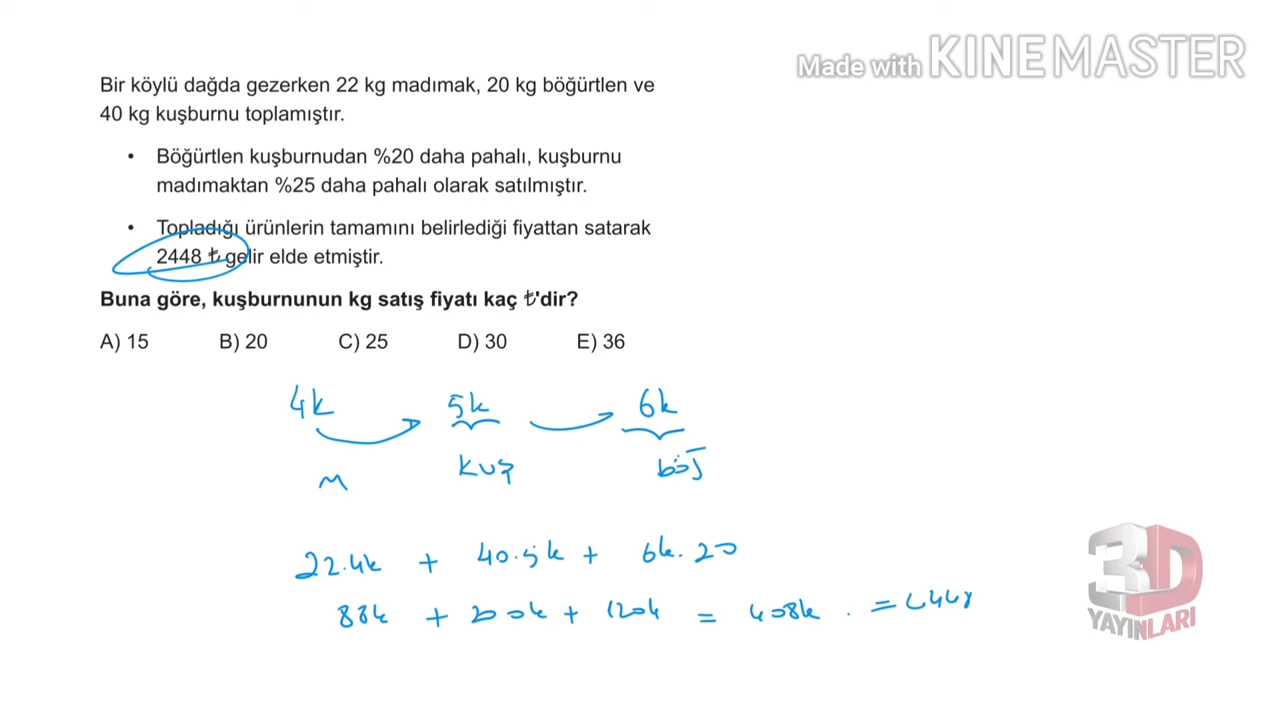 Made with KINEMASTER
Bir köylü dağda gezerken 22 kg madımak, 20 kg böğürtlen ve
40 kg kuşburnu toplamıştır.
• Böğürtlen kuşburnudan %20 daha pahalı, kuşburnu
madımaktan %25 daha pahalı olarak satılmıştır.
• Topladığı ürünlerin tamamını belirlediği fiyattan satarak
2448 ₺ gelir elde etmiştir.
Buna göre, kuşburnunun kg satış fiyatı kaç ₺'dir?
A) 15 B) 20 C) 25 D) 30 E) 36
4k 5k 6k
M kuş böğ
22.4k + 40.5k + 6k.20
88k + 200k + 120k = 408k . = 2448
3D
YAYINLARI